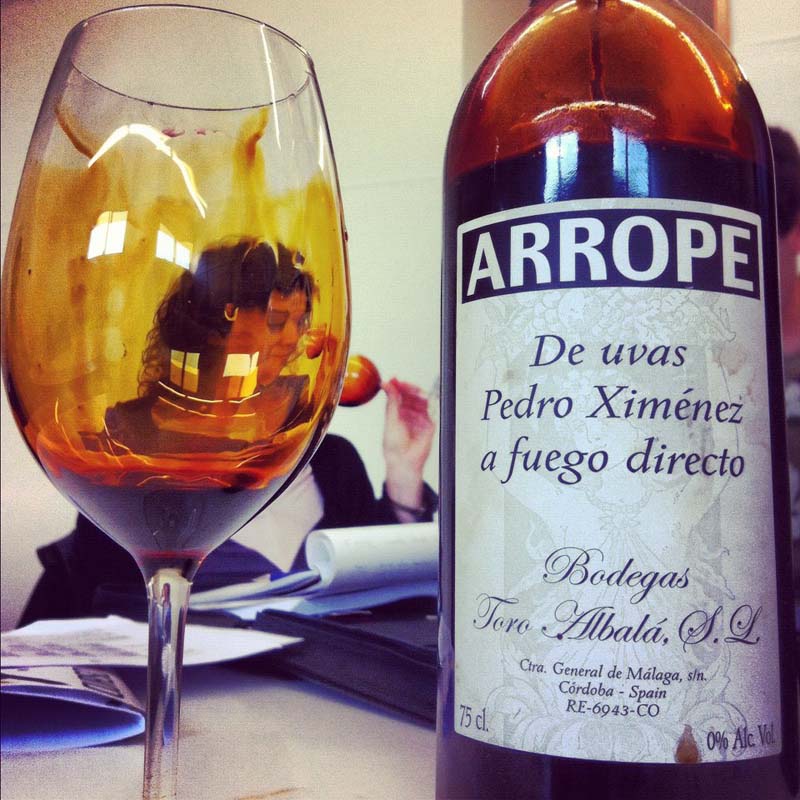 ARROPE
De uvas
Pedro Ximénez
a fuego directo
Bodegas
Toro Albalá, S. L.
Ctra. General de Málaga, s/n.
Córdoba - Spain
RE-6943-CO
75 cl.
0% Alc. Vol.